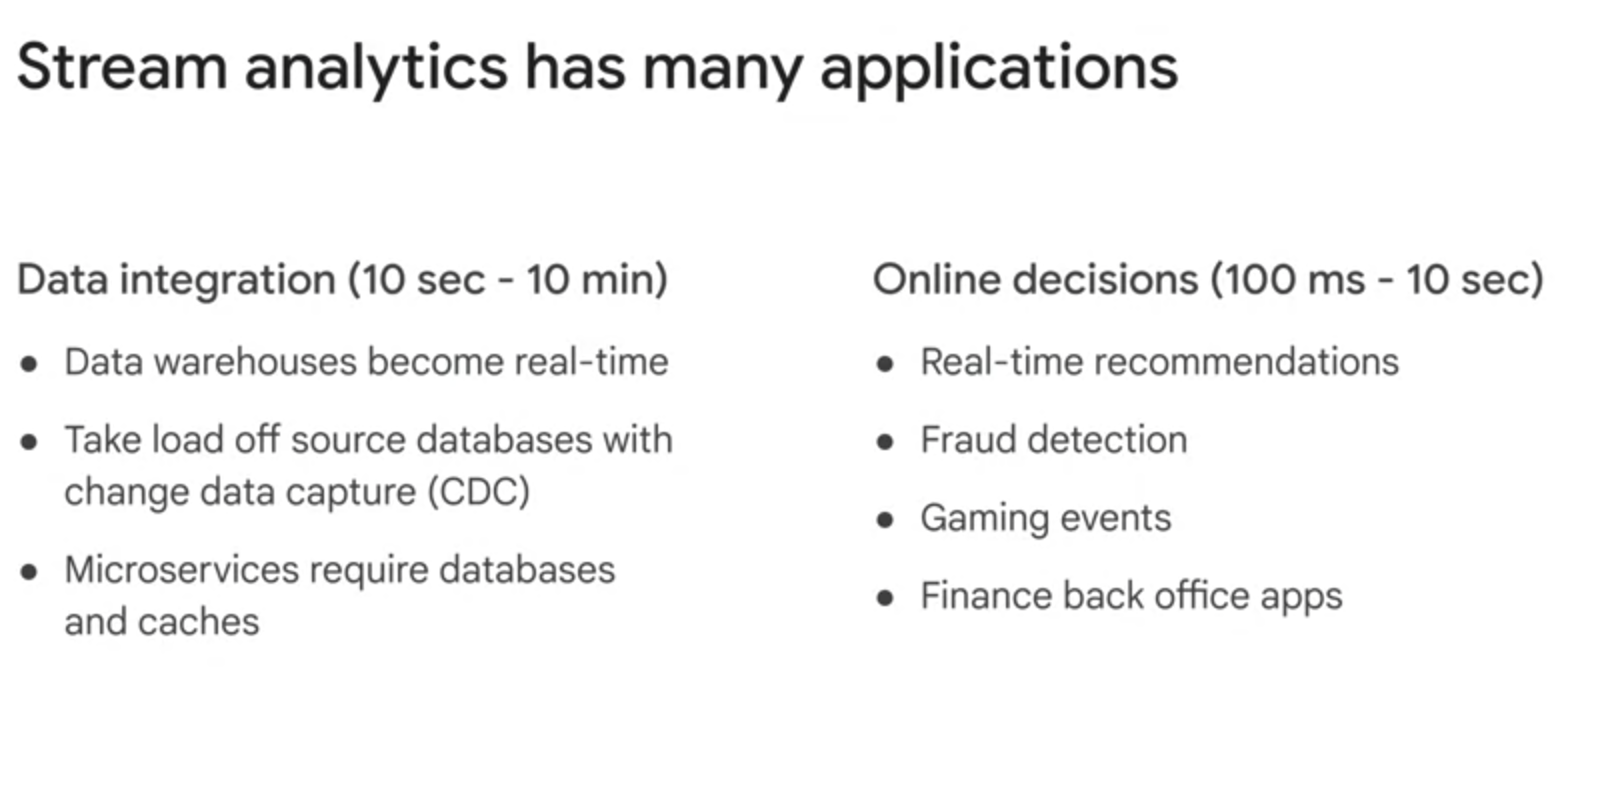 Stream analytics has many applications
Data integration (10 sec - 10 min)
● Data warehouses become real-time
● Take load off source databases with
change data capture (CDC)
● Microservices require databases
and caches
Online decisions (100 ms - 10 sec)
● Real-time recommendations
● Fraud detection
● Gaming events
● Finance back office apps